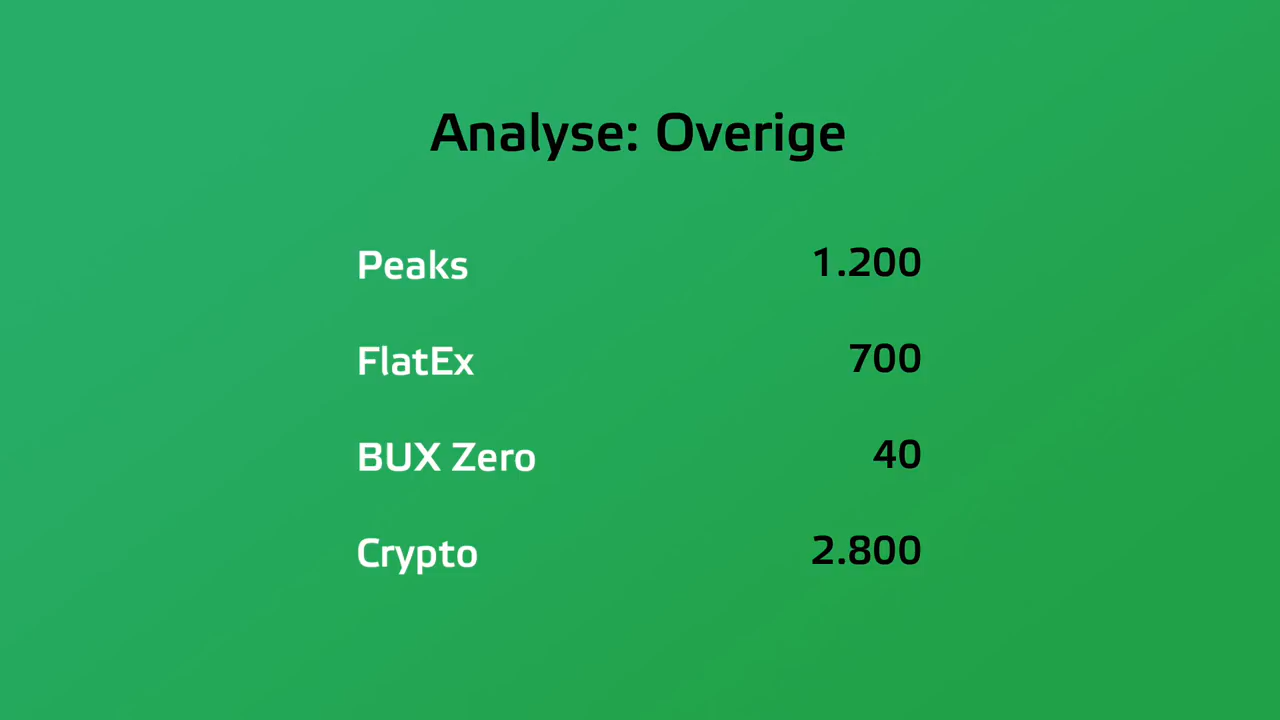 Analyse: Overige
Peaks 1.200
FlatEx 700
BUX Zero 40
Crypto 2.800